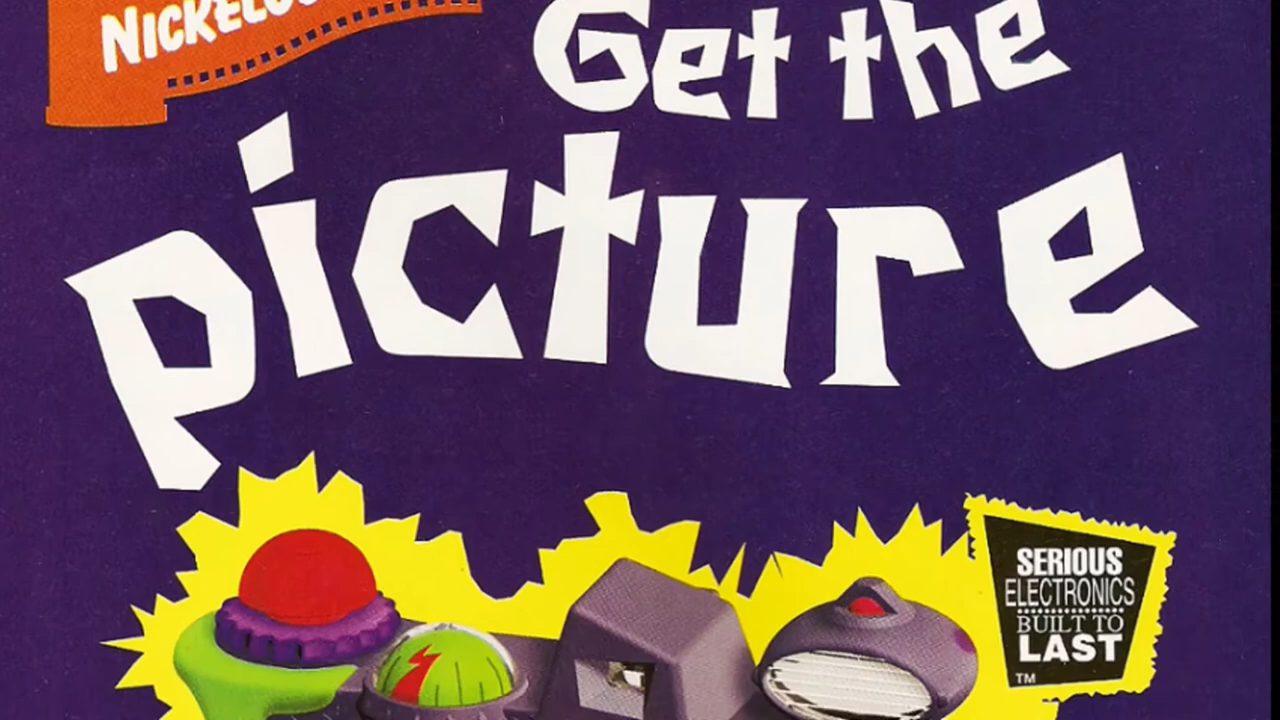 Get the
picture
SERIOUS
ELECTRONICS
BUILT TO
LAST
TM